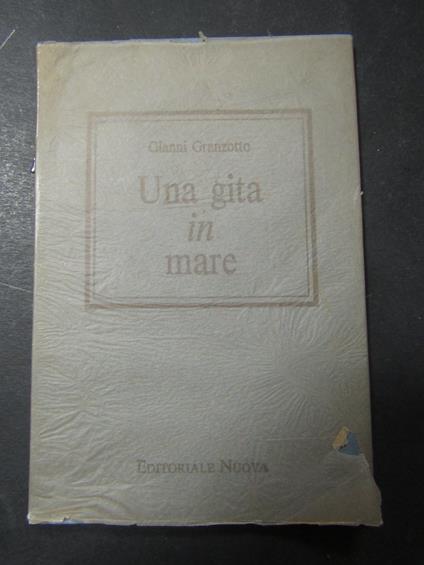 Gianni Granzotto
Una gita
in
mare
EDITORIALE NUOVA